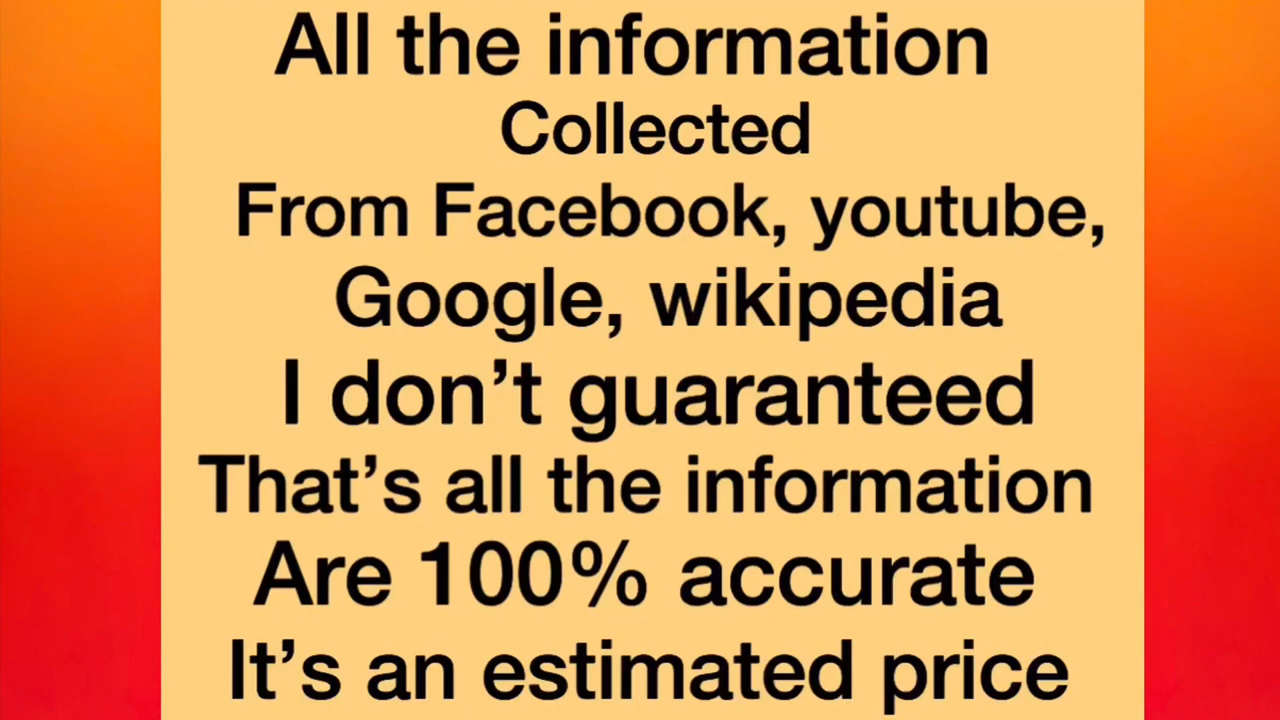 All the information
Collected
From Facebook, youtube,
Google, wikipedia
I don’t guaranteed
That’s all the information
Are 100% accurate
It’s an estimated price